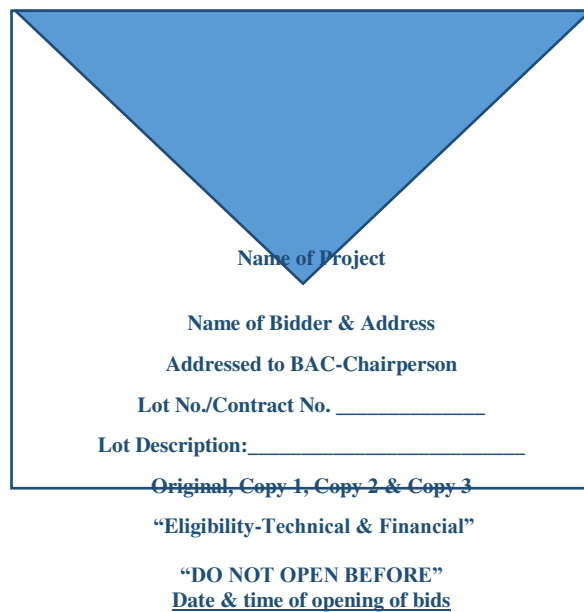 Name of Project
Name of Bidder & Address
Addressed to BAC-Chairperson
Lot No./Contract No. ______________
Lot Description:__________________________
Original, Copy 1, Copy 2 & Copy 3
“Eligibility-Technical & Financial”
“DO NOT OPEN BEFORE”
Date & time of opening of bids